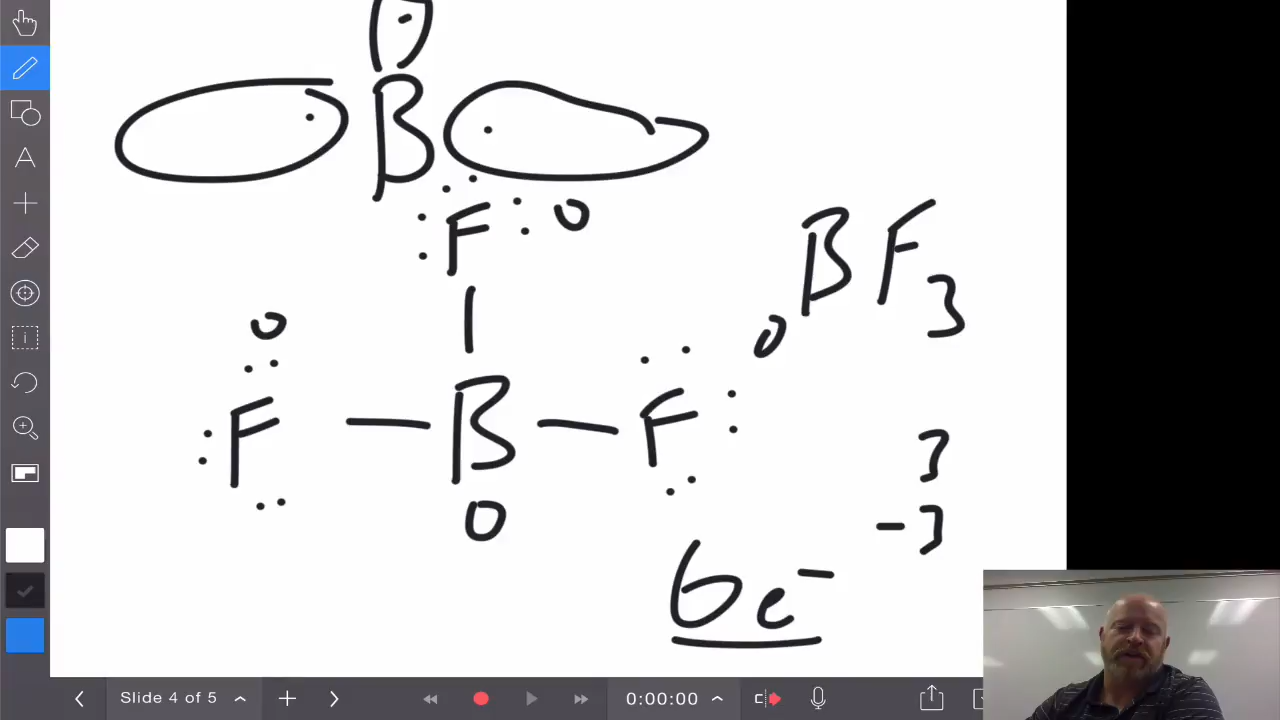 B
F 0
BF3
0 0
F — B — F
3
0 -3
6e⁻
A
i
Slide 4 of 5
0:00:00